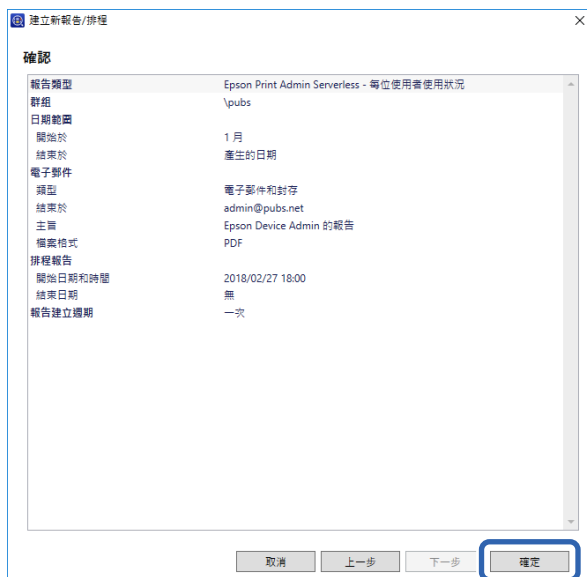 建立新報告/排程
確認
報告類型 Epson Print Admin Serverless - 每位使用者使用狀況
群組 \pubs
日期範圍
開始於 1 月
結束於 產生的日期
電子郵件
類型 電子郵件和封存
結束於 admin@pubs.net
主旨 Epson Device Admin 的報告
檔案格式 PDF
排程報告
開始日期和時間 2018/02/27 18:00
結束日期 無
報告建立週期 一次
取消 上一步 下一步 確定